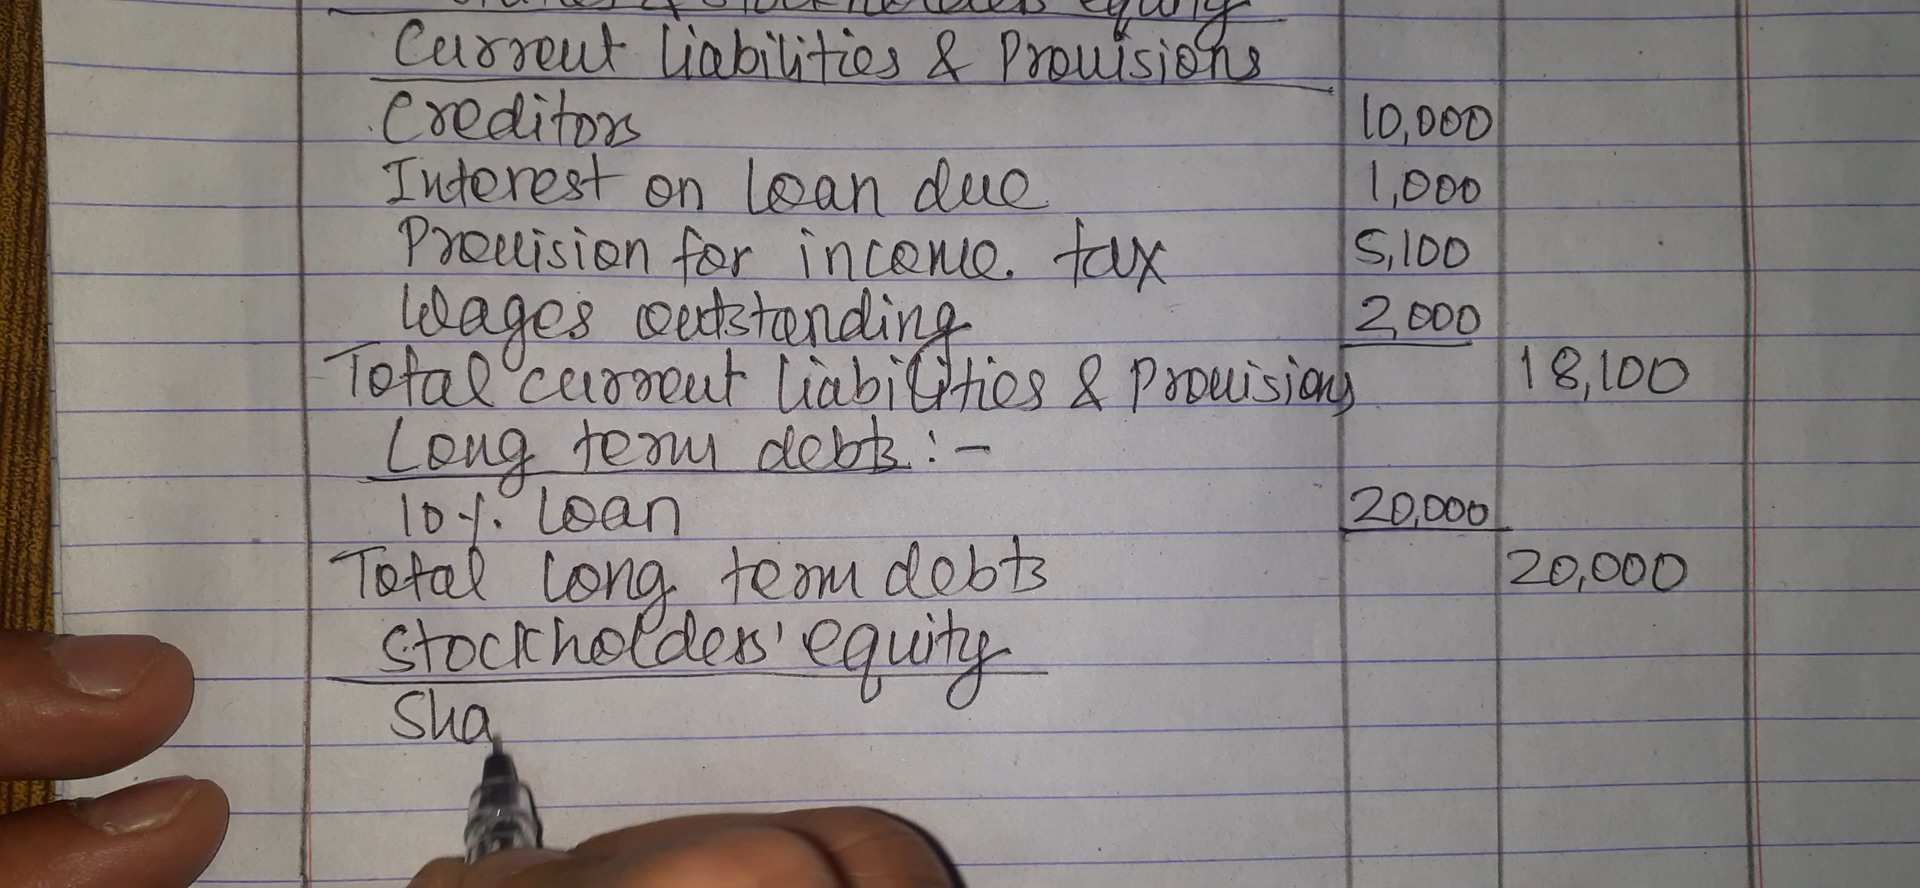 & stockholders equity
Current liabilities & Provisions
Creditors 10,000
Interest on loan due 1,000
Provision for income. tax 5,100
Wages outstanding 2,000
Total current liabilities & Provisions 18,100
Long term debts:-
10%. Loan 20,000
Total long term debts 20,000
Stockholders' equity
Sha